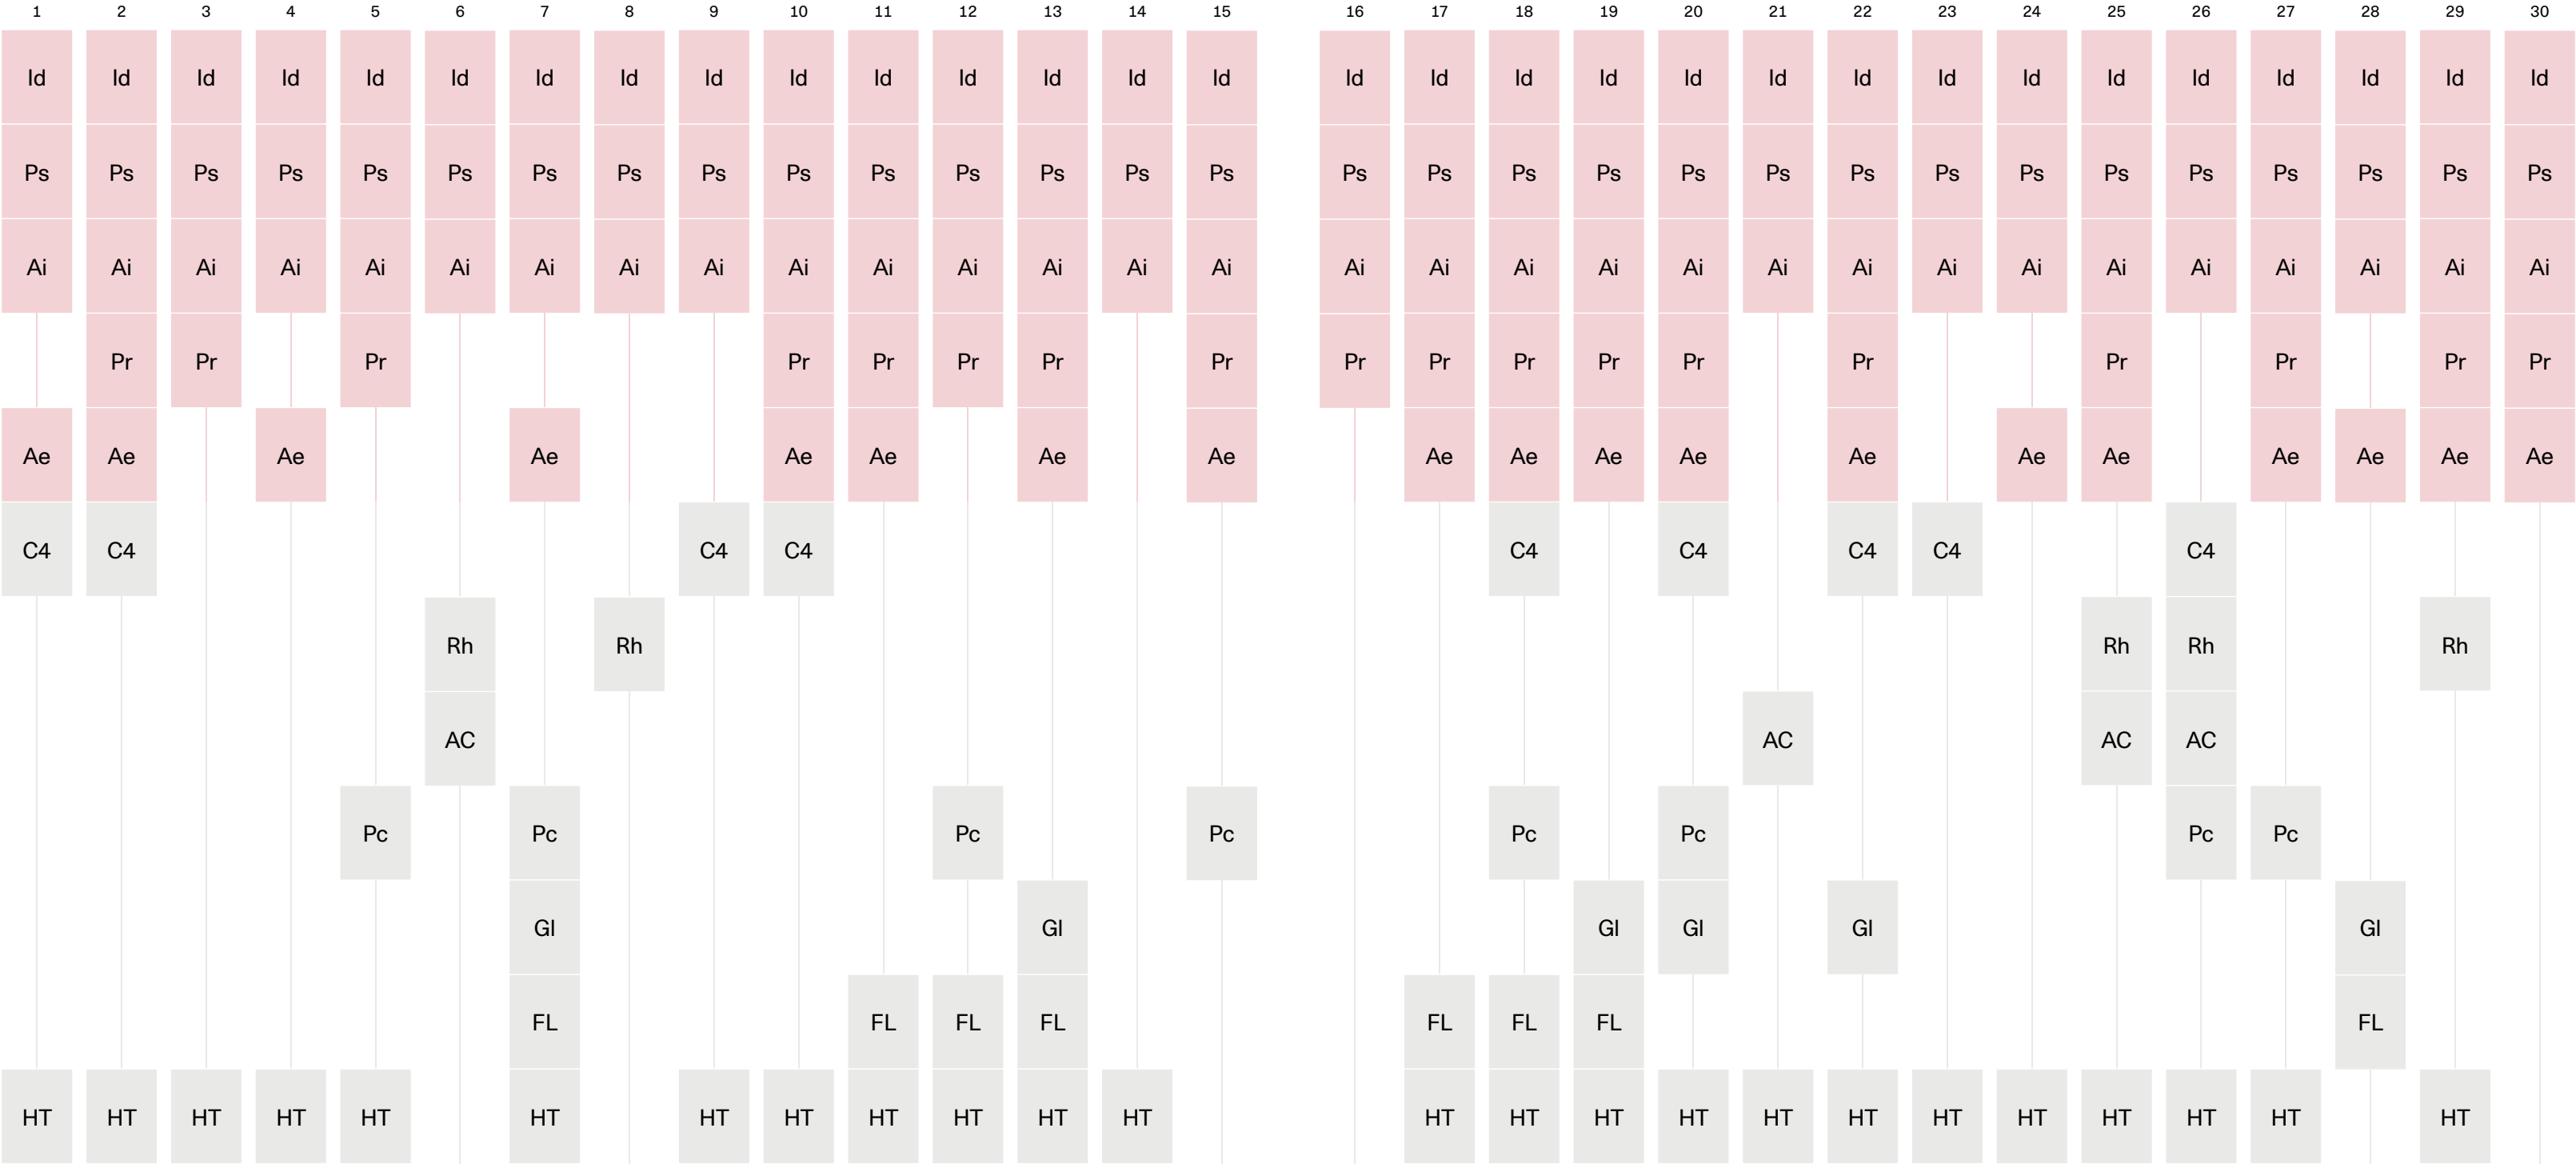 1 2 3 4 5 6 7 8 9 10 11 12 13 14 15 16 17 18 19 20 21 22 23 24 25 26 27 28 29 30
Id Id Id Id Id Id Id Id Id Id Id Id Id Id Id Id Id Id Id Id Id Id Id Id Id Id Id Id Id Id
Ps Ps Ps Ps Ps Ps Ps Ps Ps Ps Ps Ps Ps Ps Ps Ps Ps Ps Ps Ps Ps Ps Ps Ps Ps Ps Ps Ps Ps Ps
Ai Ai Ai Ai Ai Ai Ai Ai Ai Ai Ai Ai Ai Ai Ai Ai Ai Ai Ai Ai Ai Ai Ai Ai Ai Ai Ai Ai Ai Ai
Pr Pr Pr Pr Pr Pr Pr Pr Pr Pr Pr Pr Pr Pr Pr Pr Pr Pr
Ae Ae Ae Ae Ae Ae Ae Ae Ae Ae Ae Ae Ae Ae Ae Ae Ae Ae Ae
C4 C4 C4 C4 C4 C4 C4 C4 C4
Rh Rh Rh Rh Rh
AC AC AC AC
Pc Pc Pc Pc Pc Pc Pc Pc
Gl Gl Gl Gl Gl Gl
FL FL FL FL FL FL FL FL
HT HT HT HT HT HT HT HT HT HT HT HT HT HT HT HT HT HT HT HT HT HT HT HT